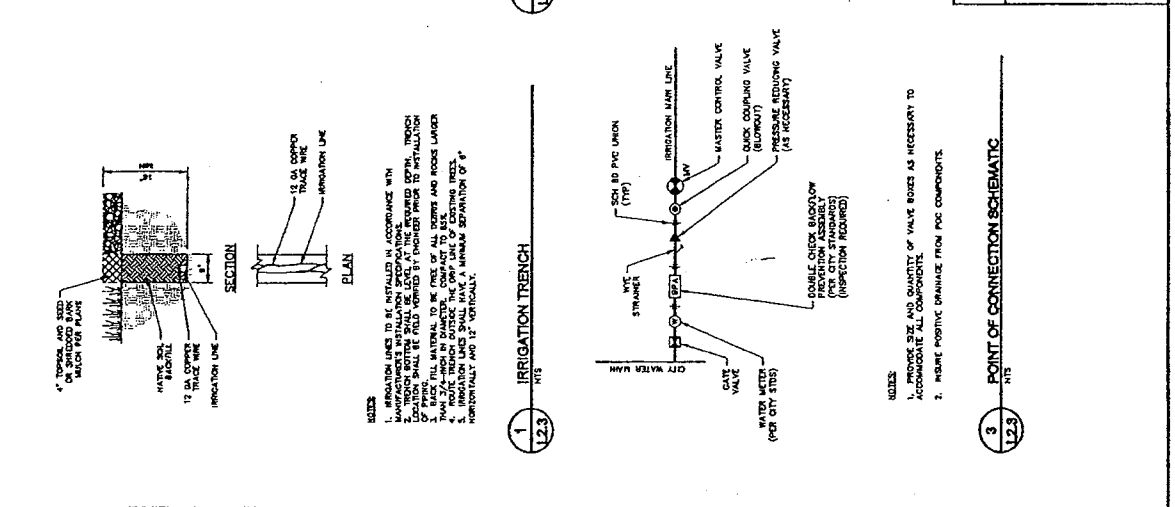 4" TOPSOIL AND SEED
OR SHREDDED BARK
MULCH PER PLANS
NATIVE SOIL
BACKFILL
12 GA COPPER
TRACE WIRE
IRRIGATION LINE
MIN
6"
SECTION
12 GA COPPER
TRACE WIRE
IRRIGATION LINE
PLAN
NOTES
1. IRRIGATION LINES TO BE INSTALLED IN ACCORDANCE WITH
MANUFACTURER'S INSTALLATION SPECIFICATIONS.
2. TRENCH BOTTOM SHALL BE LEVEL AT THE REQUIRED DEPTH. TRENCH
LOCATION SHALL BE FIELD VERIFIED BY ENGINEER PRIOR TO INSTALLATION
OF PIPING.
3. BACK FILL MATERIAL TO BE FREE OF ALL DEBRIS AND ROCKS LARGER
THAN 3/4-INCH IN DIAMETER. COMPACT TO 85%.
4. ROUTE TRENCH OUTSIDE THE DRIP LINE OF EXISTING TREES.
5. IRRIGATION LINES SHALL HAVE A MINIMUM SEPARATION OF 6"
HORIZONTALLY AND 12" VERTICALLY.
1
L2.3
IRRIGATION TRENCH
NTS
CITY WATER MAIN
GATE
VALVE
WATER METER
(PER CITY STDS)
WYE
STRAINER
SCH 80 PVC UNION
(TYP)
IRRIGATION MAIN LINE
M
BPA
MV
MASTER CONTROL VALVE
QUICK COUPLING VALVE
(BLOWOUT)
PRESSURE REDUCING VALVE
(AS NECESSARY)
DOUBLE CHECK BACKFLOW
PREVENTION ASSEMBLY
(PER CITY STANDARDS)
(INSPECTION REQUIRED)
NOTES:
1. PROVIDE SIZE AND QUANTITY OF VALVE BOXES AS NECESSARY TO
ACCOMMODATE ALL COMPONENTS.
2. INSURE POSITIVE DRAINAGE FROM POC COMPONENTS.
3
L2.3
POINT OF CONNECTION SCHEMATIC
NTS